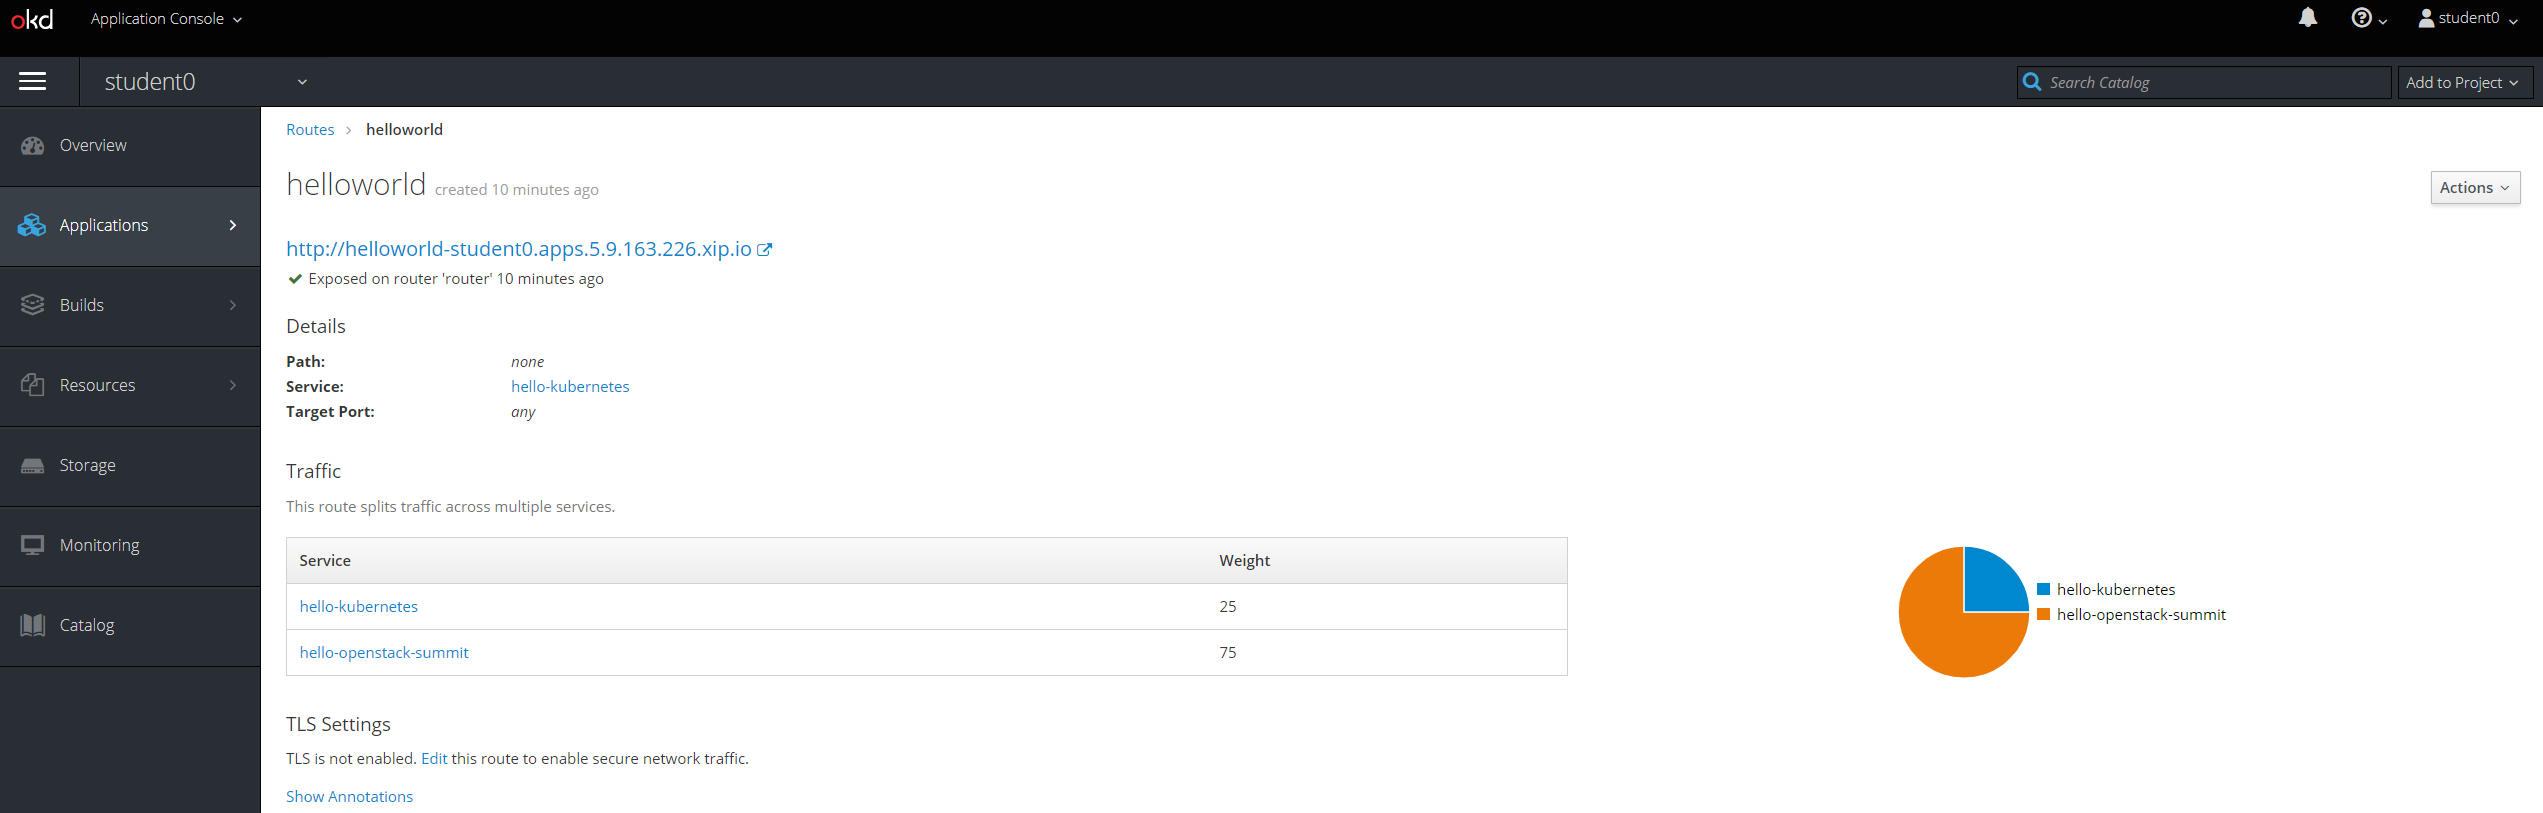 okd Application Console student0
student0 Search Catalog Add to Project
Overview
Applications
Builds
Resources
Storage
Monitoring
Catalog
Routes helloworld
helloworld created 10 minutes ago Actions
http://helloworld-student0.apps.5.9.163.226.xip.io
Exposed on router 'router' 10 minutes ago
Details
Path: none
Service: hello-kubernetes
Target Port: any
Traffic
This route splits traffic across multiple services.
Service Weight
hello-kubernetes 25
hello-openstack-summit 75
hello-kubernetes
hello-openstack-summit
TLS Settings
TLS is not enabled. Edit this route to enable secure network traffic.
Show Annotations